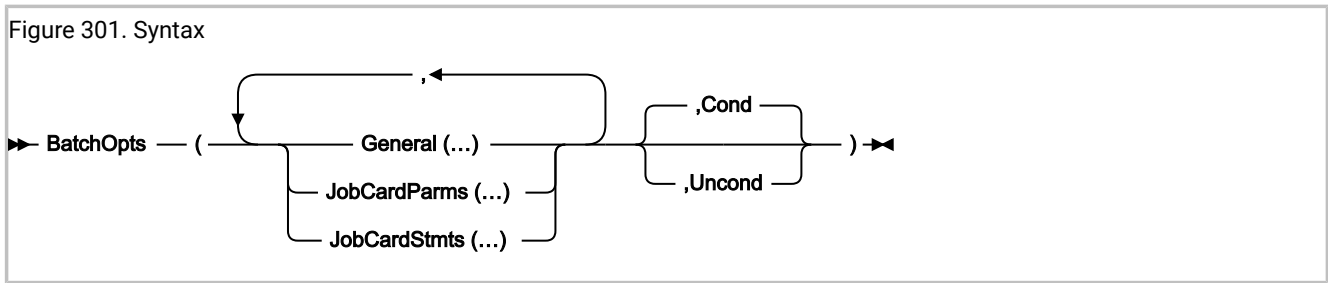 Figure 301. Syntax
,
,Cond
BatchOpts ( General (...) )
,Uncond
JobCardParms (...)
JobCardStmts (...)